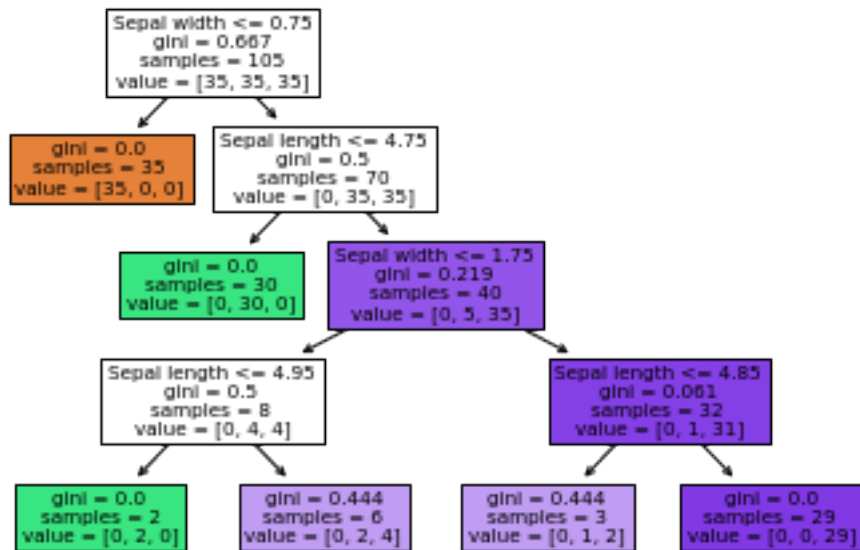 Sepal width <= 0.75
gini = 0.667
samples = 105
value = [35, 35, 35]
gini = 0.0
samples = 35
value = [35, 0, 0]
Sepal length <= 4.75
gini = 0.5
samples = 70
value = [0, 35, 35]
gini = 0.0
samples = 30
value = [0, 30, 0]
Sepal width <= 1.75
gini = 0.219
samples = 40
value = [0, 5, 35]
Sepal length <= 4.95
gini = 0.5
samples = 8
value = [0, 4, 4]
Sepal length <= 4.85
gini = 0.061
samples = 32
value = [0, 1, 31]
gini = 0.0
samples = 2
value = [0, 2, 0]
gini = 0.444
samples = 6
value = [0, 2, 4]
gini = 0.444
samples = 3
value = [0, 1, 2]
gini = 0.0
samples = 29
value = [0, 0, 29]